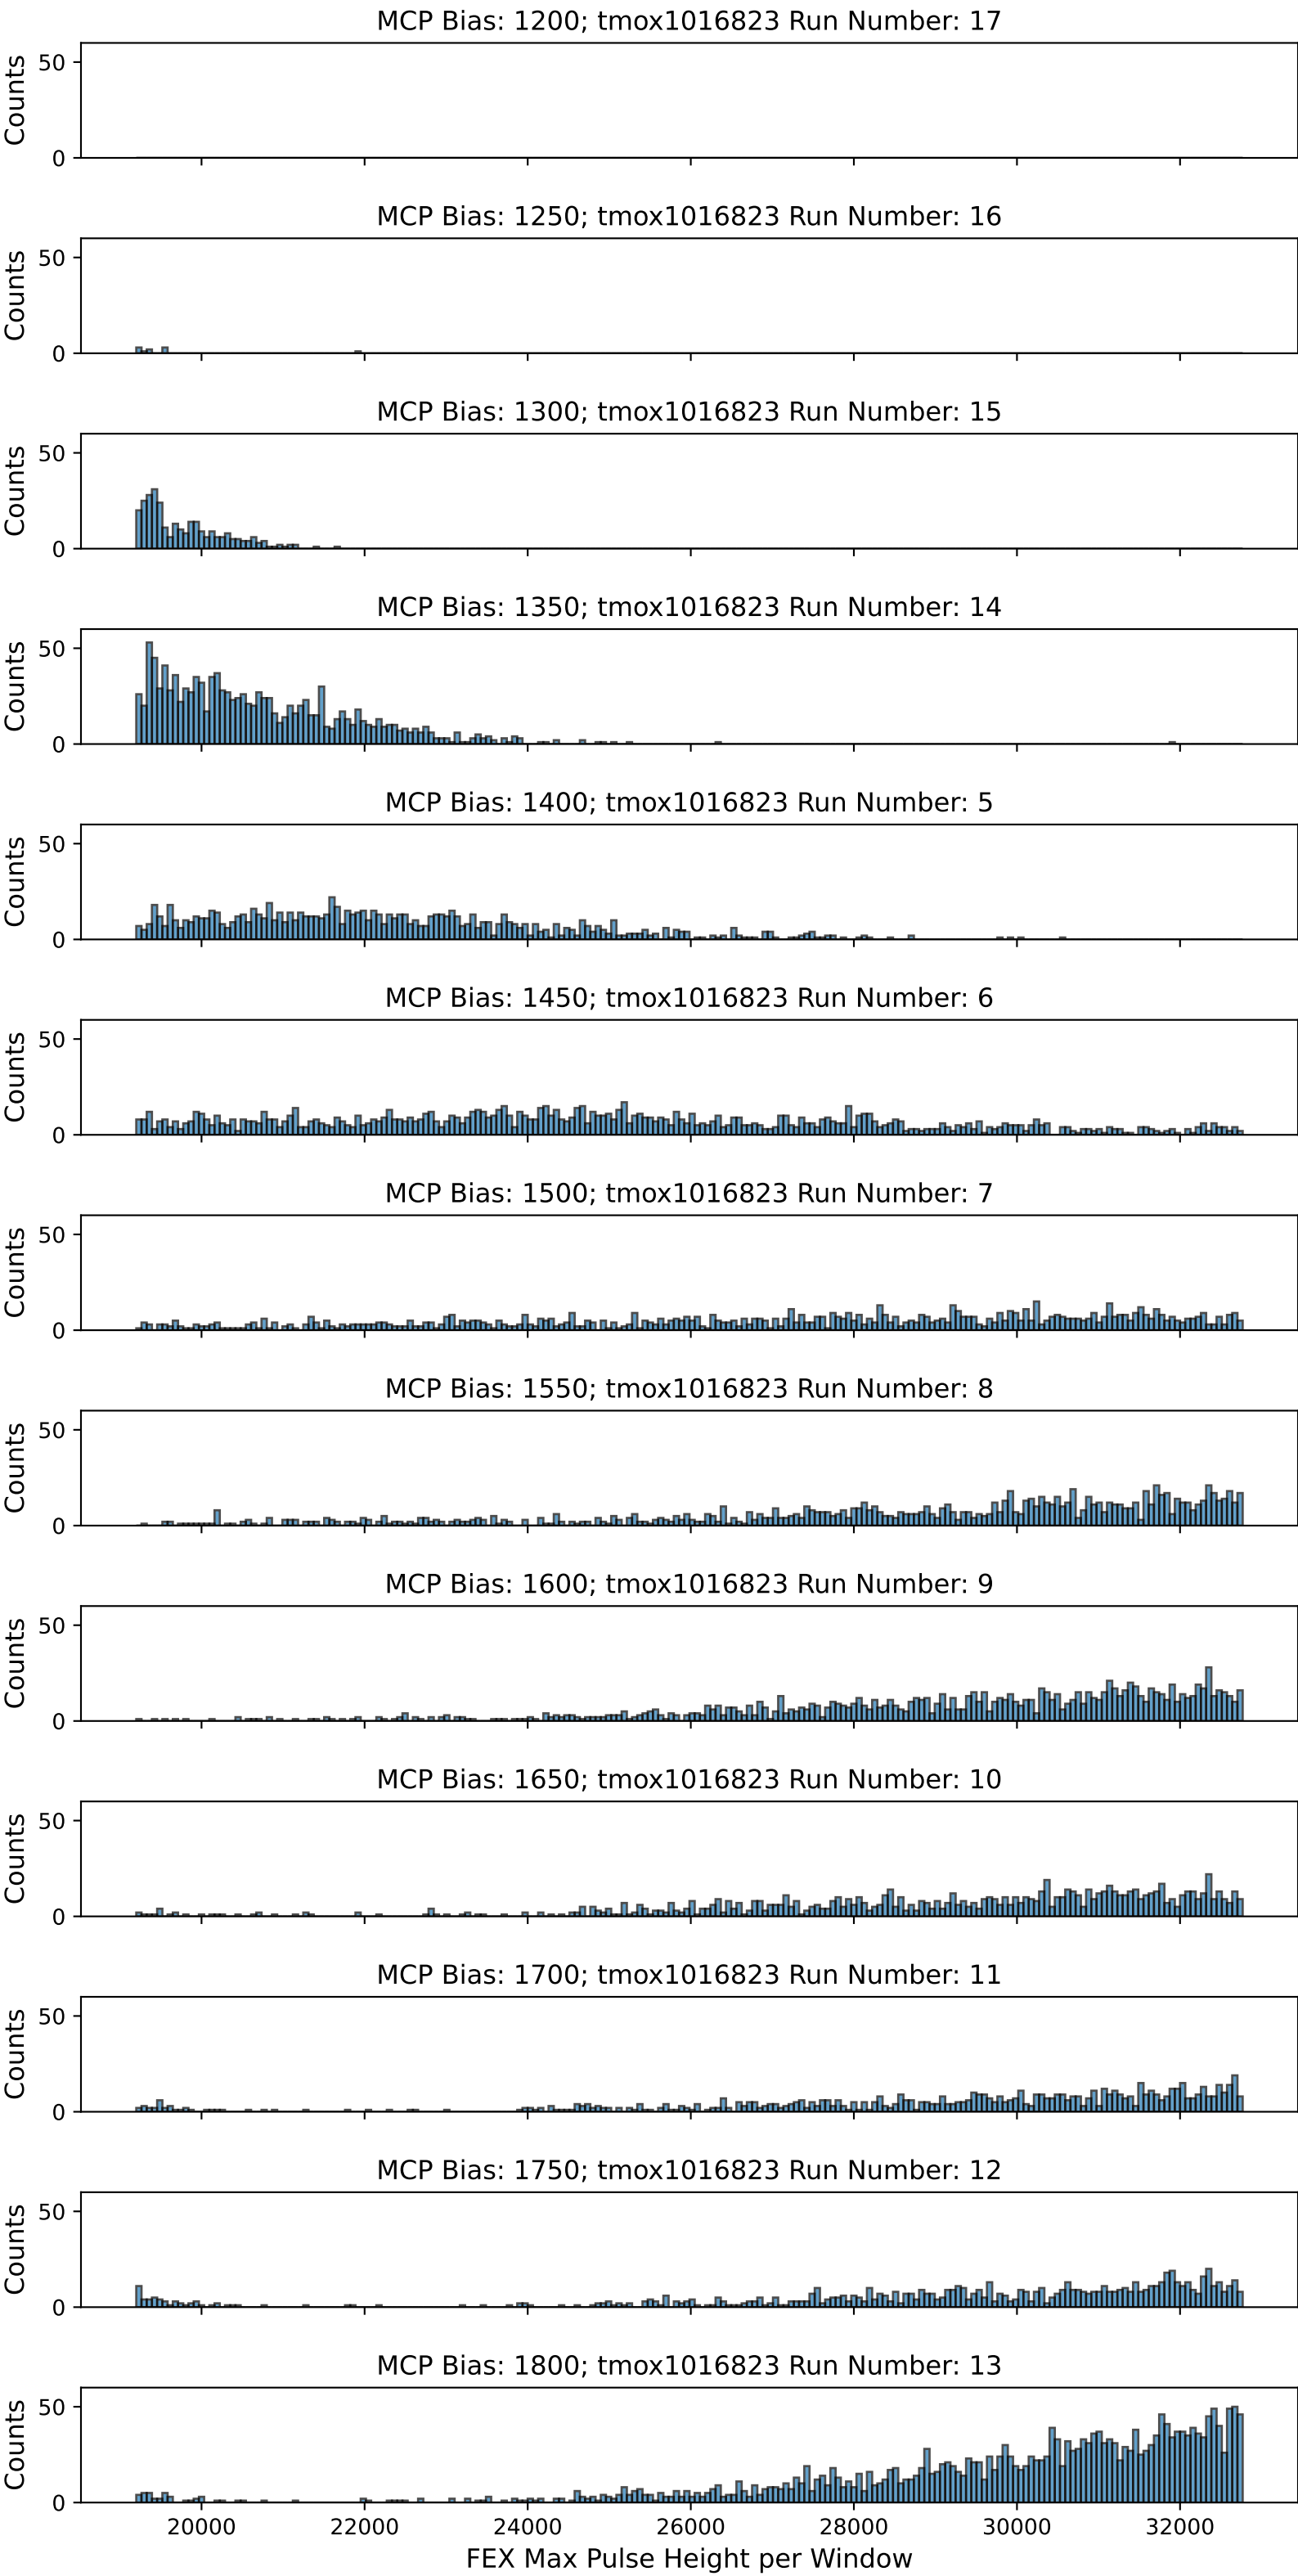 MCP Bias: 1200; tmox1016823 Run Number: 17
50
Counts
0
MCP Bias: 1250; tmox1016823 Run Number: 16
50
Counts
0
MCP Bias: 1300; tmox1016823 Run Number: 15
50
Counts
0
MCP Bias: 1350; tmox1016823 Run Number: 14
50
Counts
0
MCP Bias: 1400; tmox1016823 Run Number: 5
50
Counts
0
MCP Bias: 1450; tmox1016823 Run Number: 6
50
Counts
0
MCP Bias: 1500; tmox1016823 Run Number: 7
50
Counts
0
MCP Bias: 1550; tmox1016823 Run Number: 8
50
Counts
0
MCP Bias: 1600; tmox1016823 Run Number: 9
50
Counts
0
MCP Bias: 1650; tmox1016823 Run Number: 10
50
Counts
0
MCP Bias: 1700; tmox1016823 Run Number: 11
50
Counts
0
MCP Bias: 1750; tmox1016823 Run Number: 12
50
Counts
0
MCP Bias: 1800; tmox1016823 Run Number: 13
50
Counts
0
20000 22000 24000 26000 28000 30000 32000
FEX Max Pulse Height per Window